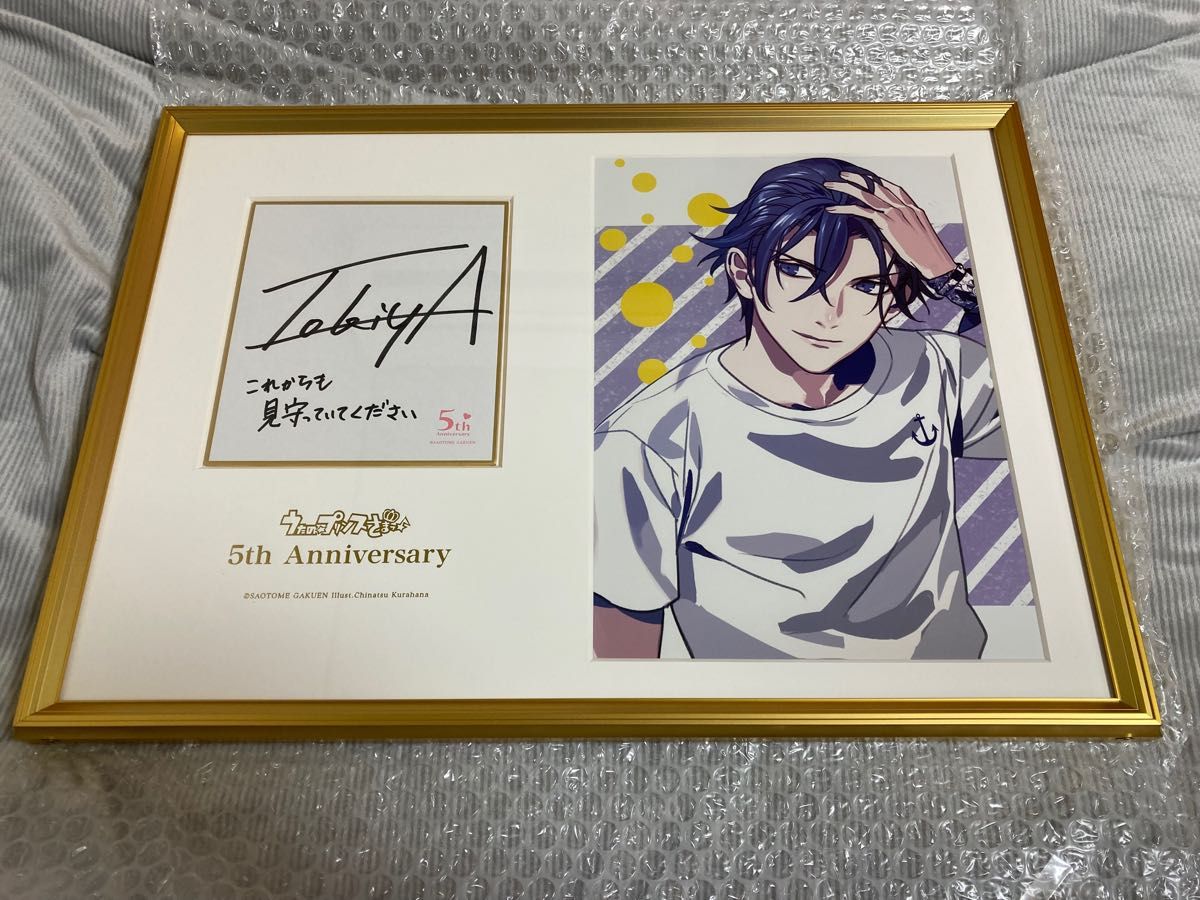 TokiyA
これからも
見守っていてください
5th
Anniversary
©SAOTOME GAKUEN
うたの☆プリンスさまっ♪
5th Anniversary
©SAOTOME GAKUEN Illust.Chinatsu Kurahana